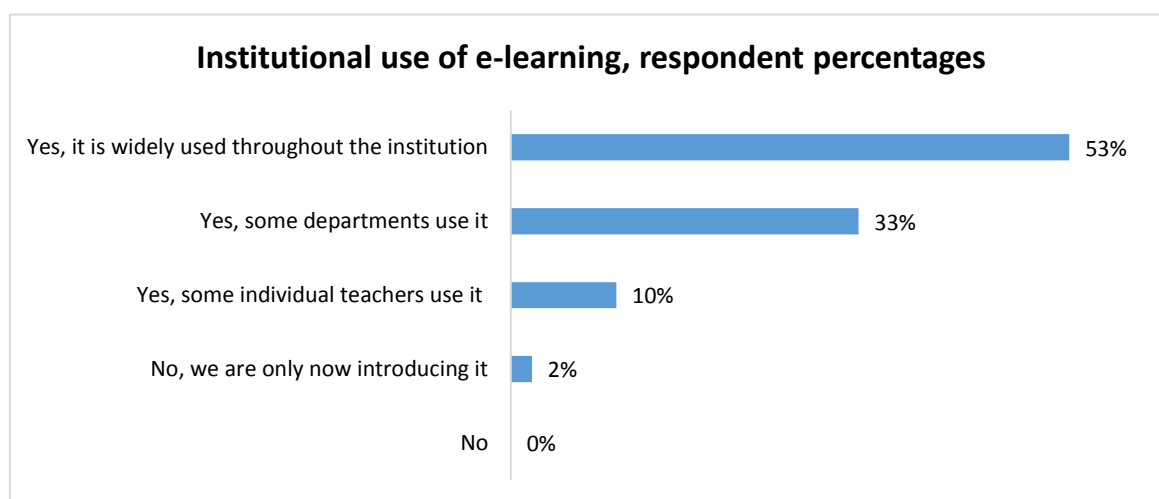 Institutional use of e-learning, respondent percentages
Yes, it is widely used throughout the institution 53%
Yes, some departments use it 33%
Yes, some individual teachers use it 10%
No, we are only now introducing it 2%
No 0%